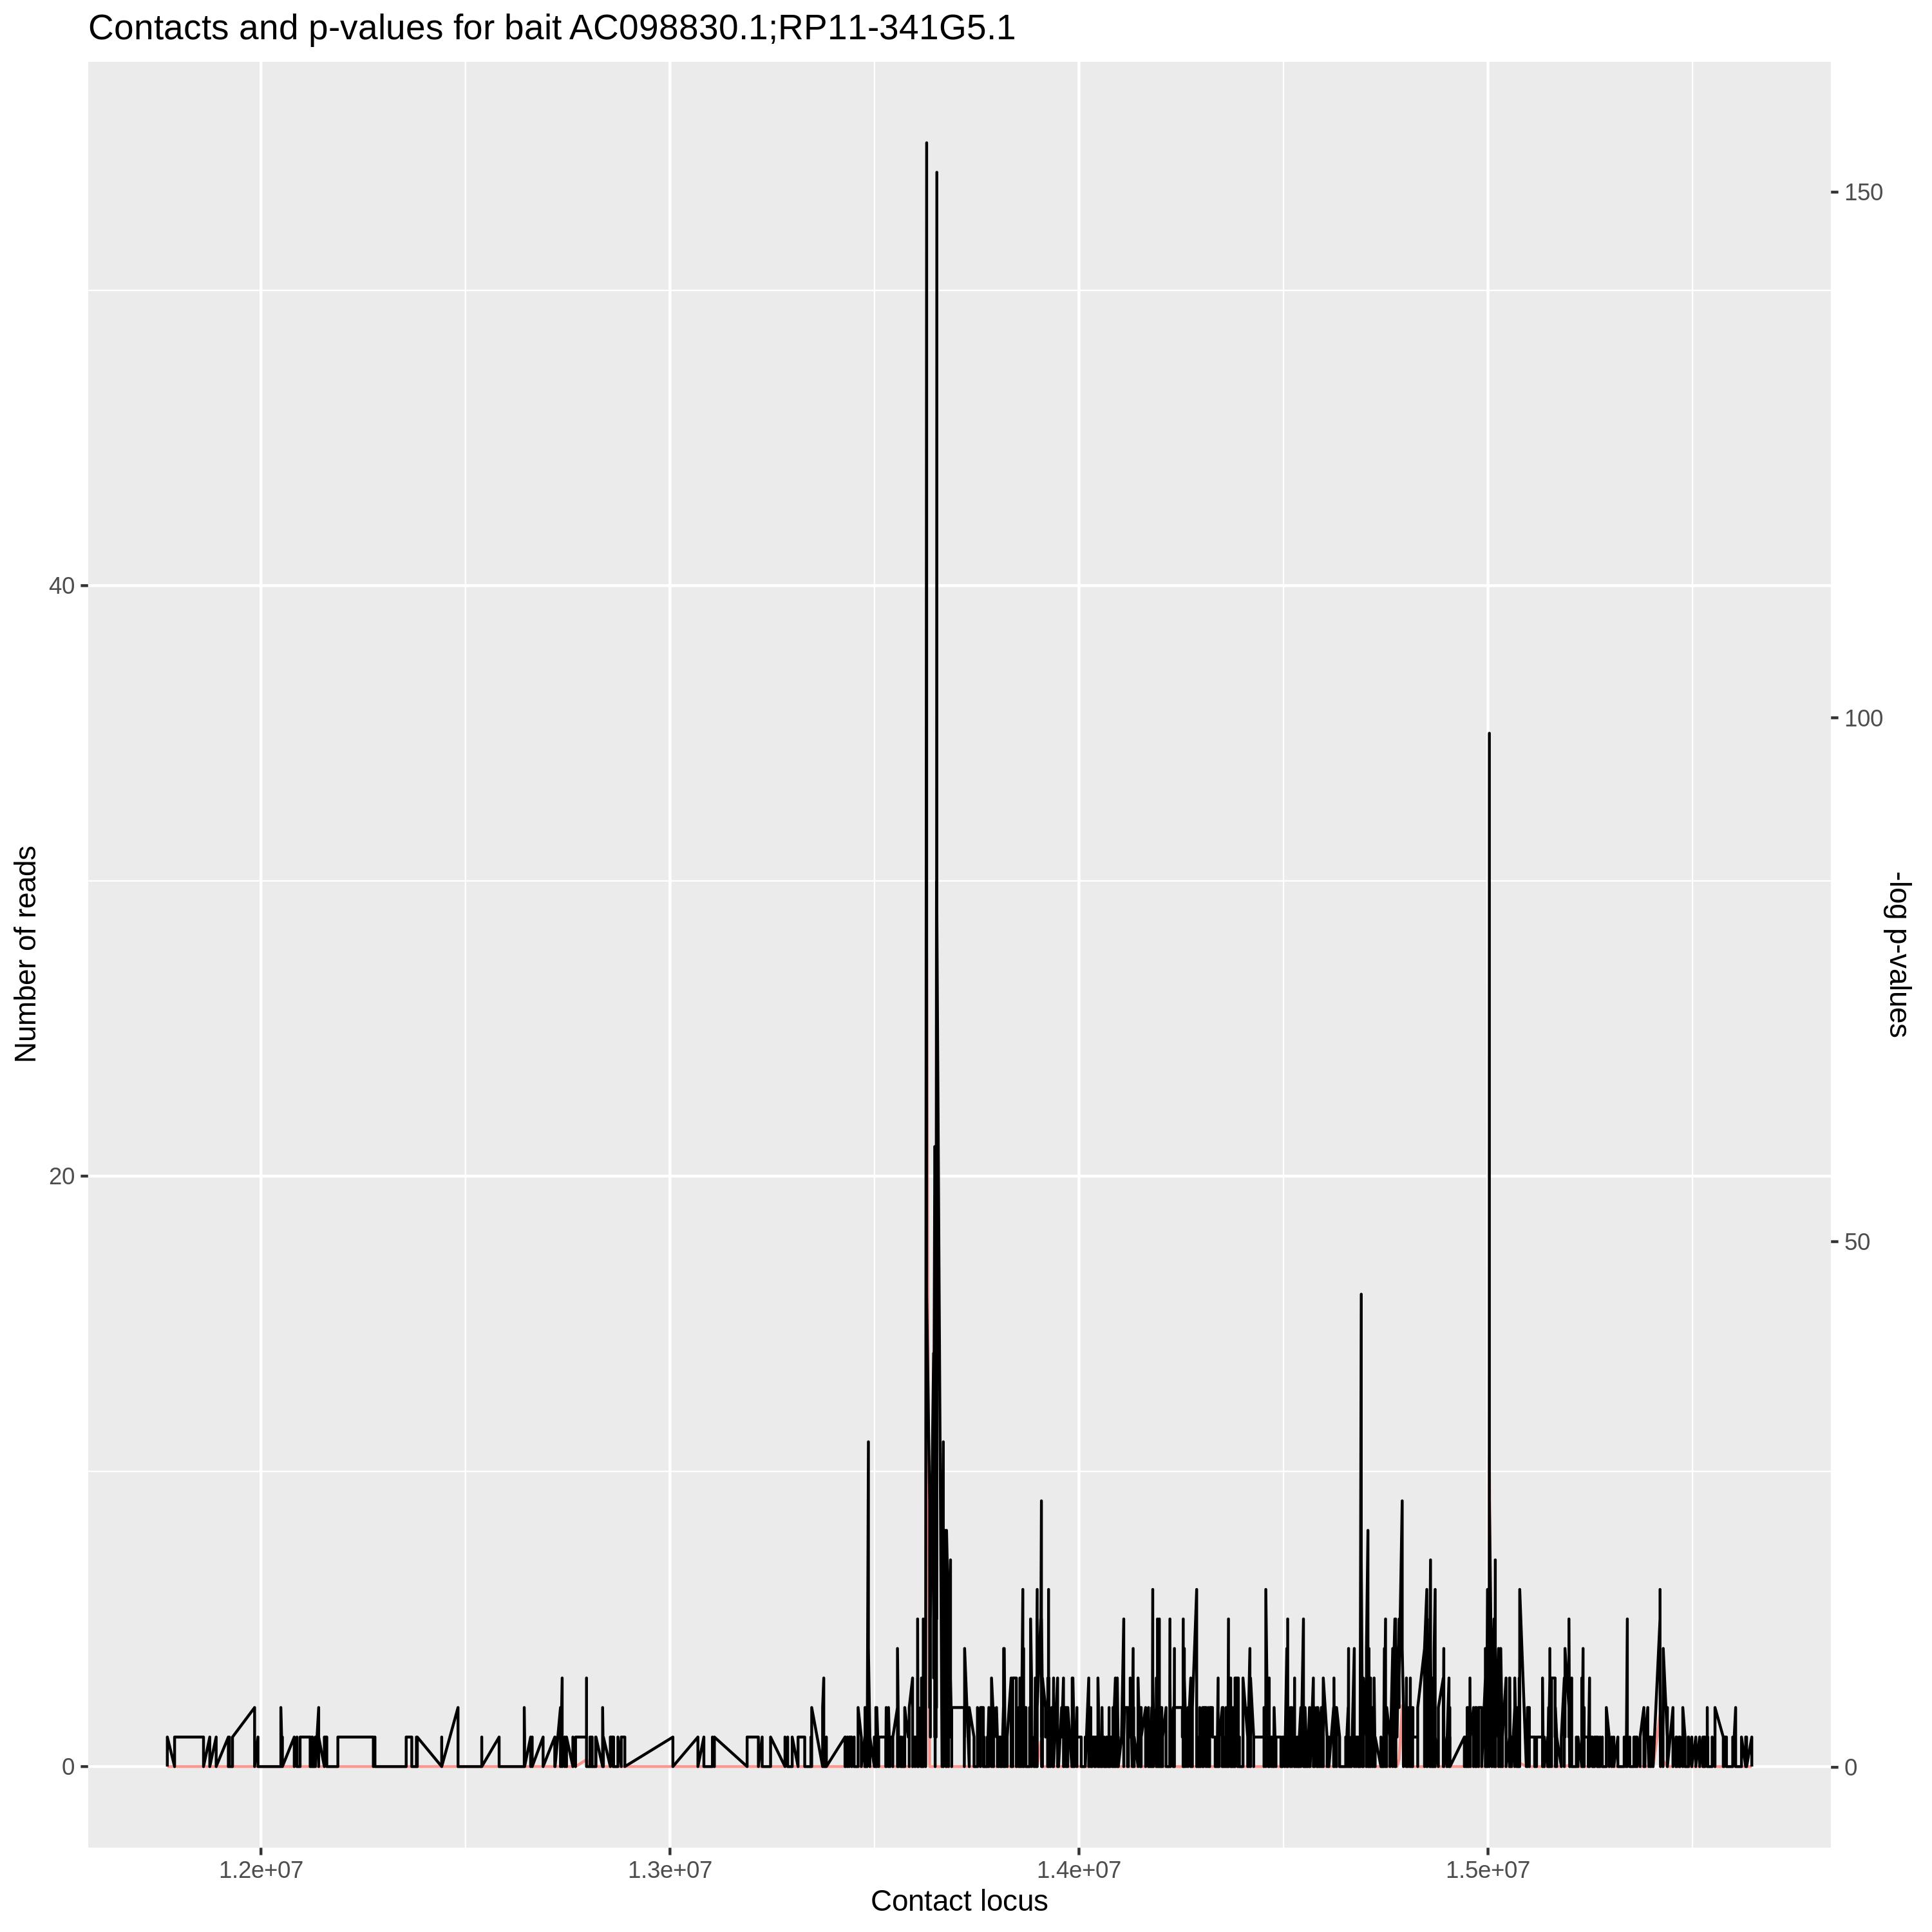 Contacts and p-values for bait AC098830.1;RP11-341G5.1
Number of reads
40
20
0
150
100
50
0
-log p-values
1.2e+07
1.3e+07
1.4e+07
1.5e+07
Contact locus